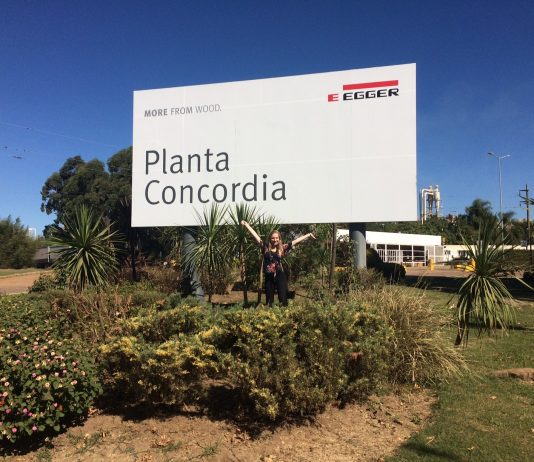 MORE FROM WOOD.
E EGGER
Planta
Concordia